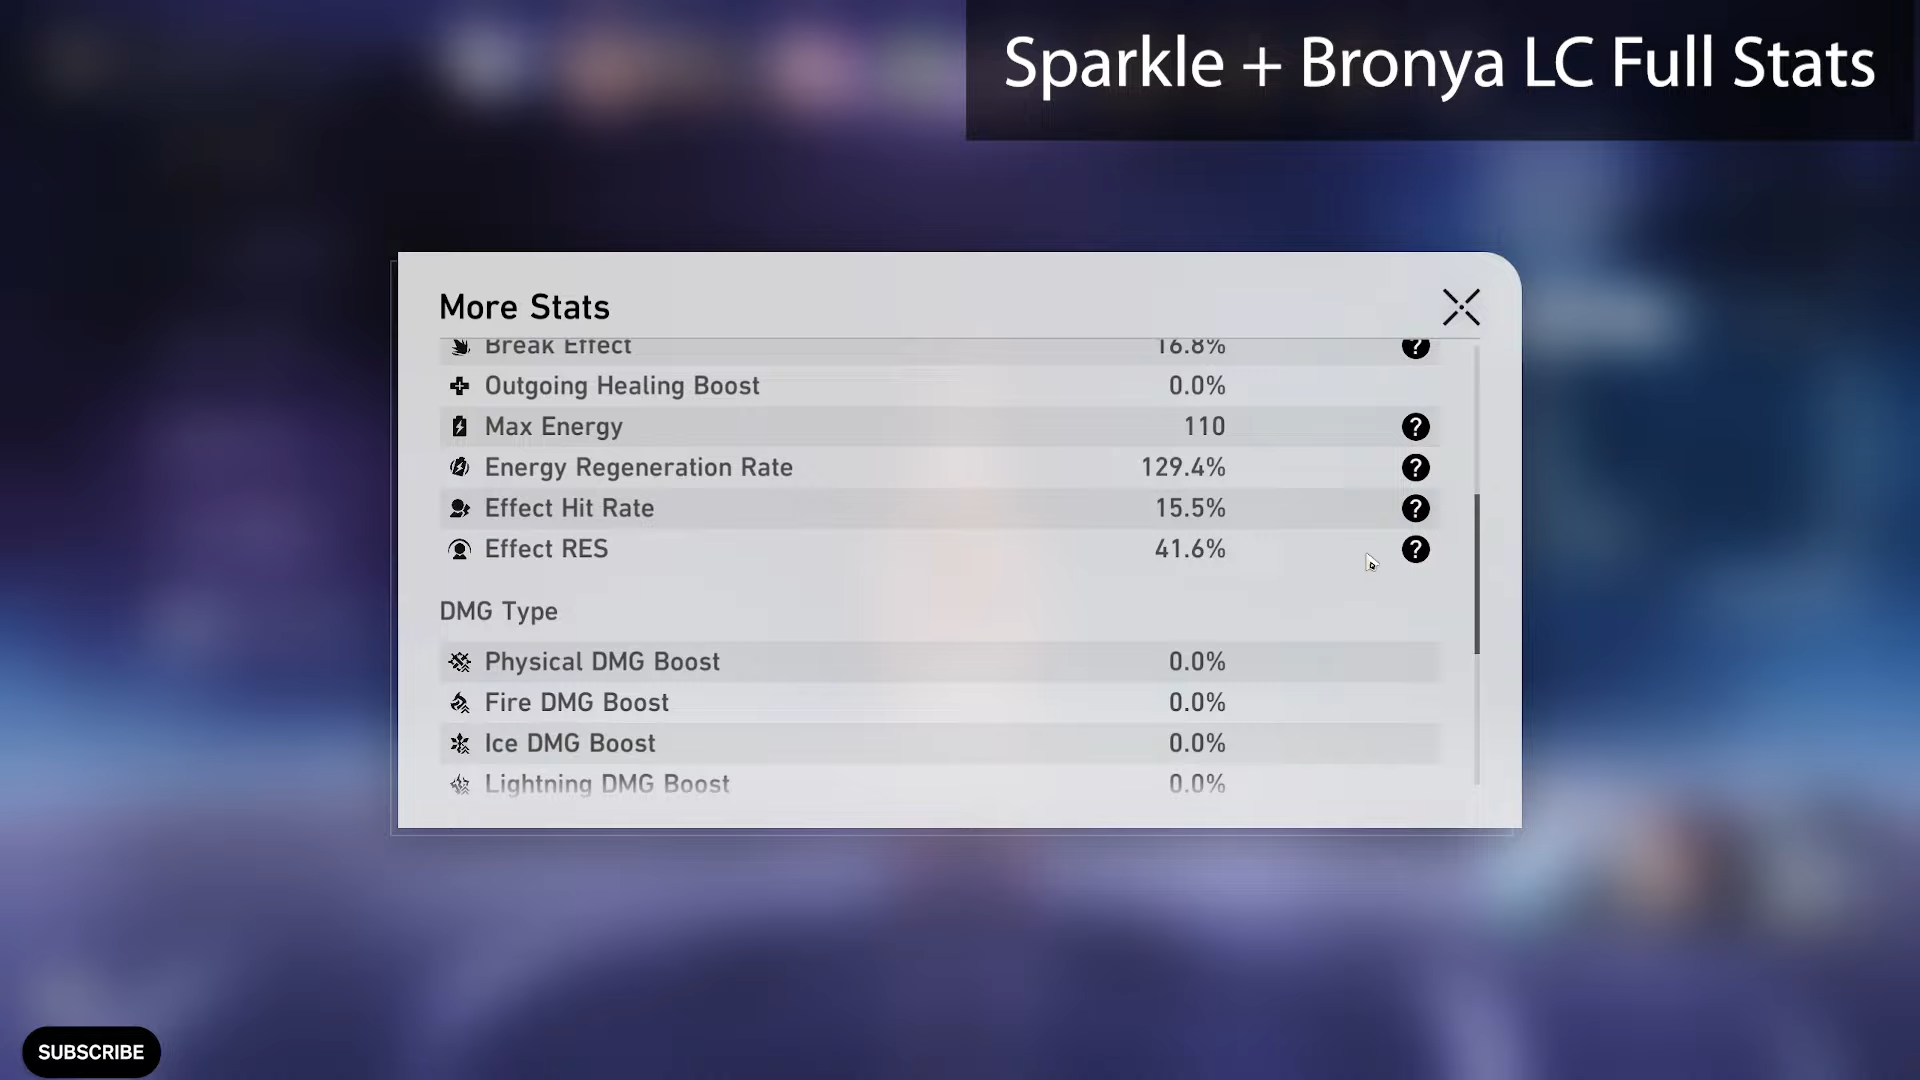 Sparkle + Bronya LC Full Stats
More Stats
Break Effect 16.8% ?
Outgoing Healing Boost 0.0%
Max Energy 110 ?
Energy Regeneration Rate 129.4% ?
Effect Hit Rate 15.5% ?
Effect RES 41.6% ?
DMG Type
Physical DMG Boost 0.0%
Fire DMG Boost 0.0%
Ice DMG Boost 0.0%
Lightning DMG Boost 0.0%
SUBSCRIBE